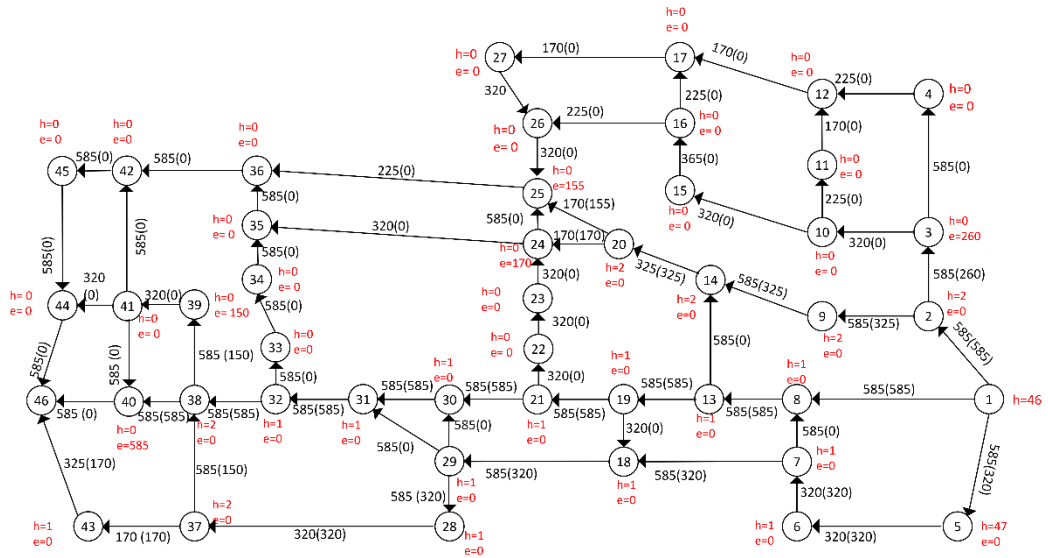 h=0
e= 0
27
170(0)
h=0
e= 0
17
170(0)
h=0
e= 0
12
225(0)
4
h=0
e= 0
320
225(0)
170(0)
h=0
e= 0
26
225(0)
16
h=0
e= 0
585(0)
320(0)
365(0)
11
h=0
e= 0
h=0
e= 0
45
585(0)
h=0
e= 0
42
585(0)
h=0
e= 0
36
225(0)
h=0
e=155
25
15
h=0
e= 0
225(0)
585(0)
170(155)
320(0)
10
h=0
e= 0
320(0)
3
h=0
e=260
h=0
e= 0
35
320(0)
585(0)
h=0
e=170
24
170(170)
20
h=2
e=0
585(0)
585(0)
585(0)
34
h=0
e= 0
320(0)
325(325)
14
h=2
e=0
585(325)
585(260)
h= 0
e= 0
44
320
0)
41
h=0
e= 0
320(0)
39
h=0
e= 150
585(0)
h=0
e= 0
23
320(0)
9
h=2
e=0
585(325)
2
h=2
e=0
585(585)
585(0)
585 (0)
585 (150)
33
h=0
e= 0
h=0
e= 0
22
585(0)
585(0)
320(0)
46
585 (0)
40
h=0
e=585
585(585)
38
h=2
e=0
585(585)
32
h=1
e=0
585(585)
31
h=1
e=0
585(585)
h=1
e=0
30
585(585)
21
h=1
e=0
585(585)
h=1
e=0
19
585(585)
13
h=1
e=0
585(585)
h=1
e=0
8
585(585)
1
h=46
325(170)
585(150)
585(0)
585(0)
320(0)
585(0)
585(320)
29
h=1
e=0
585(320)
18
h=1
e=0
585(320)
7
h=1
e=0
585 (320)
320(320)
h=1
e=0
43
170 (170)
37
h=2
e=0
320(320)
28
h=1
e=0
h=1
e=0
6
320(320)
5
h=47
e=0